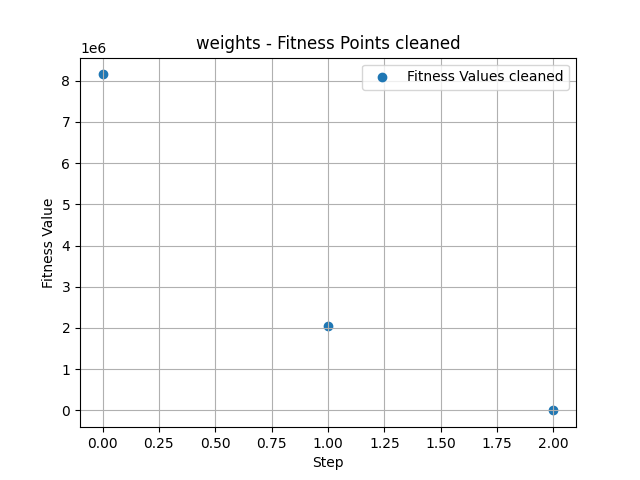 weights - Fitness Points cleaned
1e6
Fitness Values cleaned
8
7
6
5
4
3
2
1
0
Fitness Value
0.00 0.25 0.50 0.75 1.00 1.25 1.50 1.75 2.00
Step